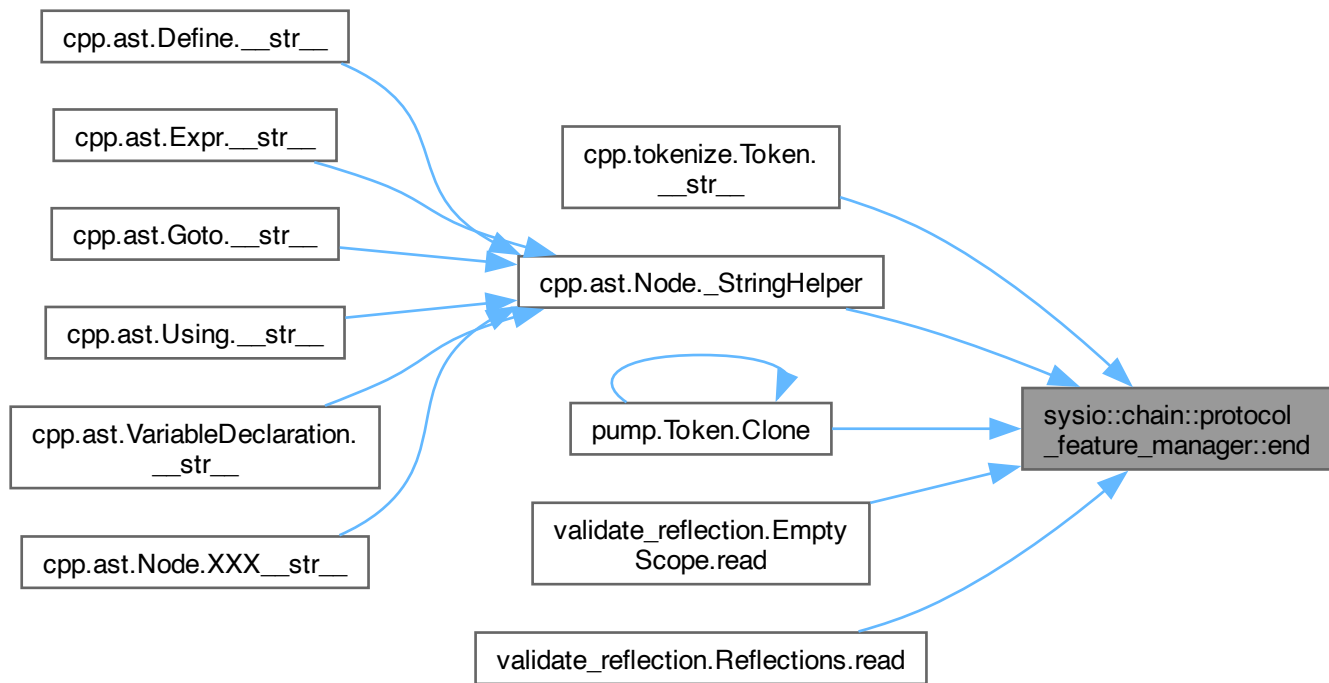 cpp.ast.Define.__str__
cpp.ast.Expr.__str__
cpp.ast.Goto.__str__
cpp.ast.Using.__str__
cpp.ast.VariableDeclaration.
__str__
cpp.ast.Node.XXX__str__
cpp.tokenize.Token.
__str__
cpp.ast.Node._StringHelper
pump.Token.Clone
validate_reflection.Empty
Scope.read
validate_reflection.Reflections.read
sysio::chain::protocol
_feature_manager::end